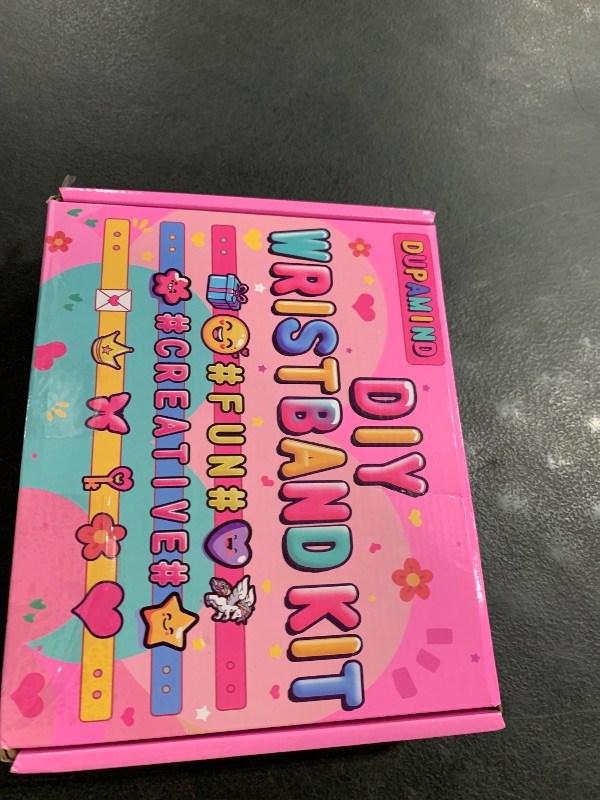 DUPAMIND
DIY
WRISTBAND KIT
#FUN#
#CREATIVE#